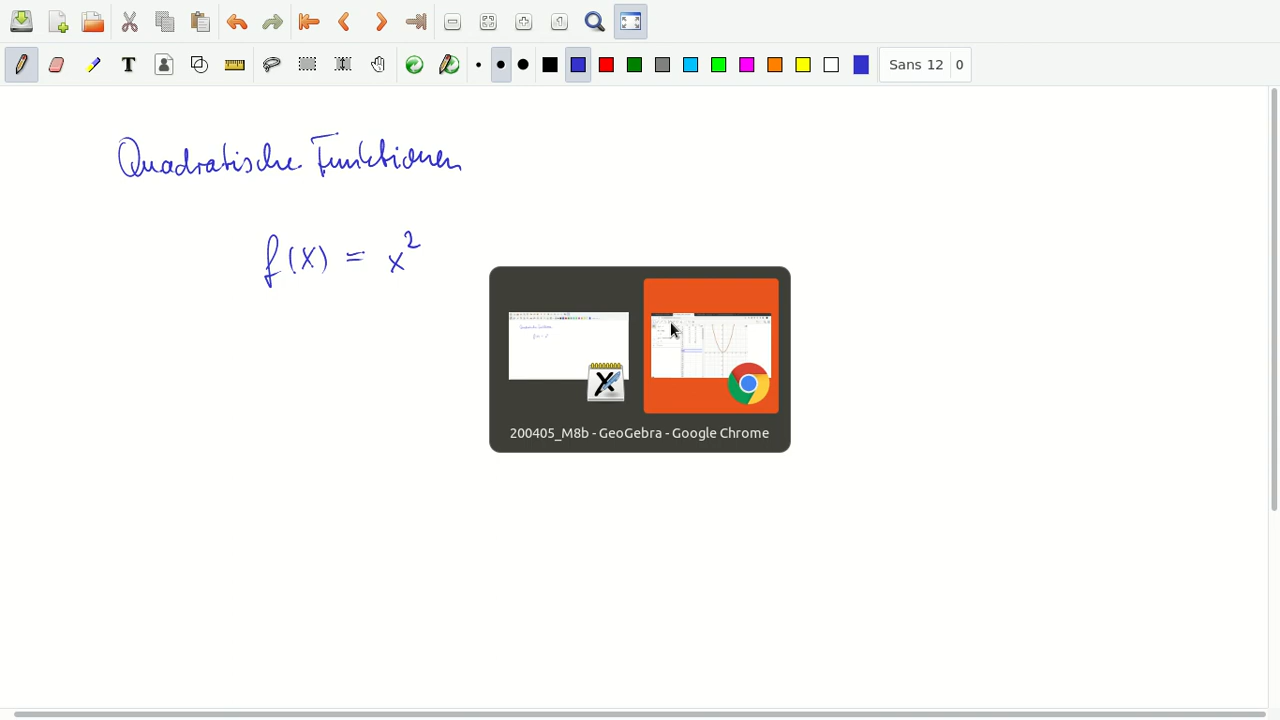 T
Sans 12
0
Quadratische Funktionen
f(x) = x²
200405_M8b - GeoGebra - Google Chrome